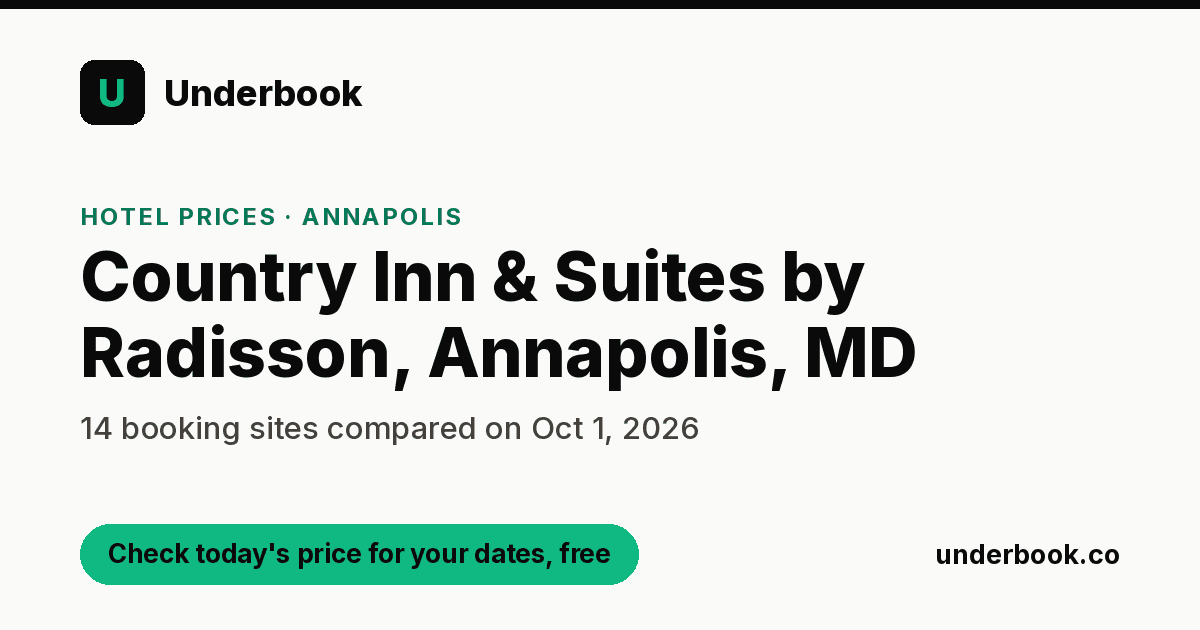 U
Underbook
HOTEL PRICES · ANNAPOLIS
Country Inn & Suites by
Radisson, Annapolis, MD
14 booking sites compared on Oct 1, 2026
Check today's price for your dates, free
underbook.co